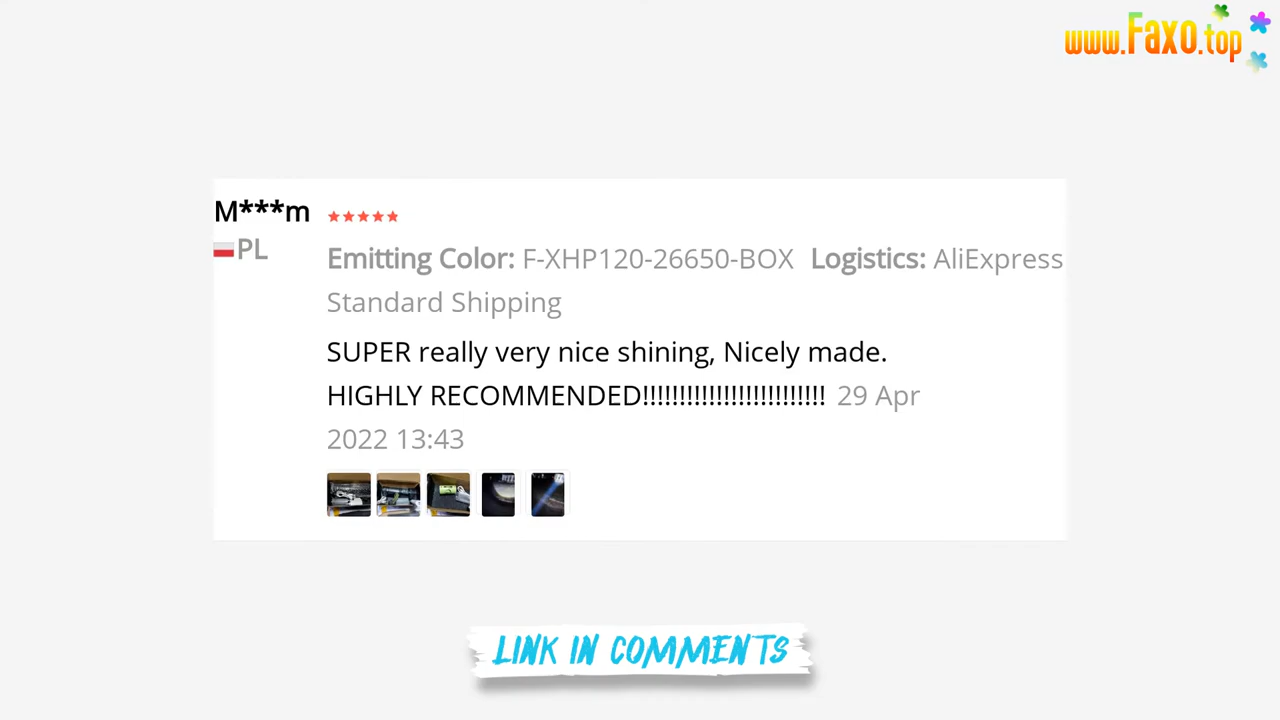 www.Faxo.top
M***m
PL
Emitting Color: F-XHP120-26650-BOX Logistics: AliExpress
Standard Shipping
SUPER really very nice shining, Nicely made.
HIGHLY RECOMMENDED!!!!!!!!!!!!!!!!!!!!!!!!!! 29 Apr
2022 13:43
LINK IN COMMENTS